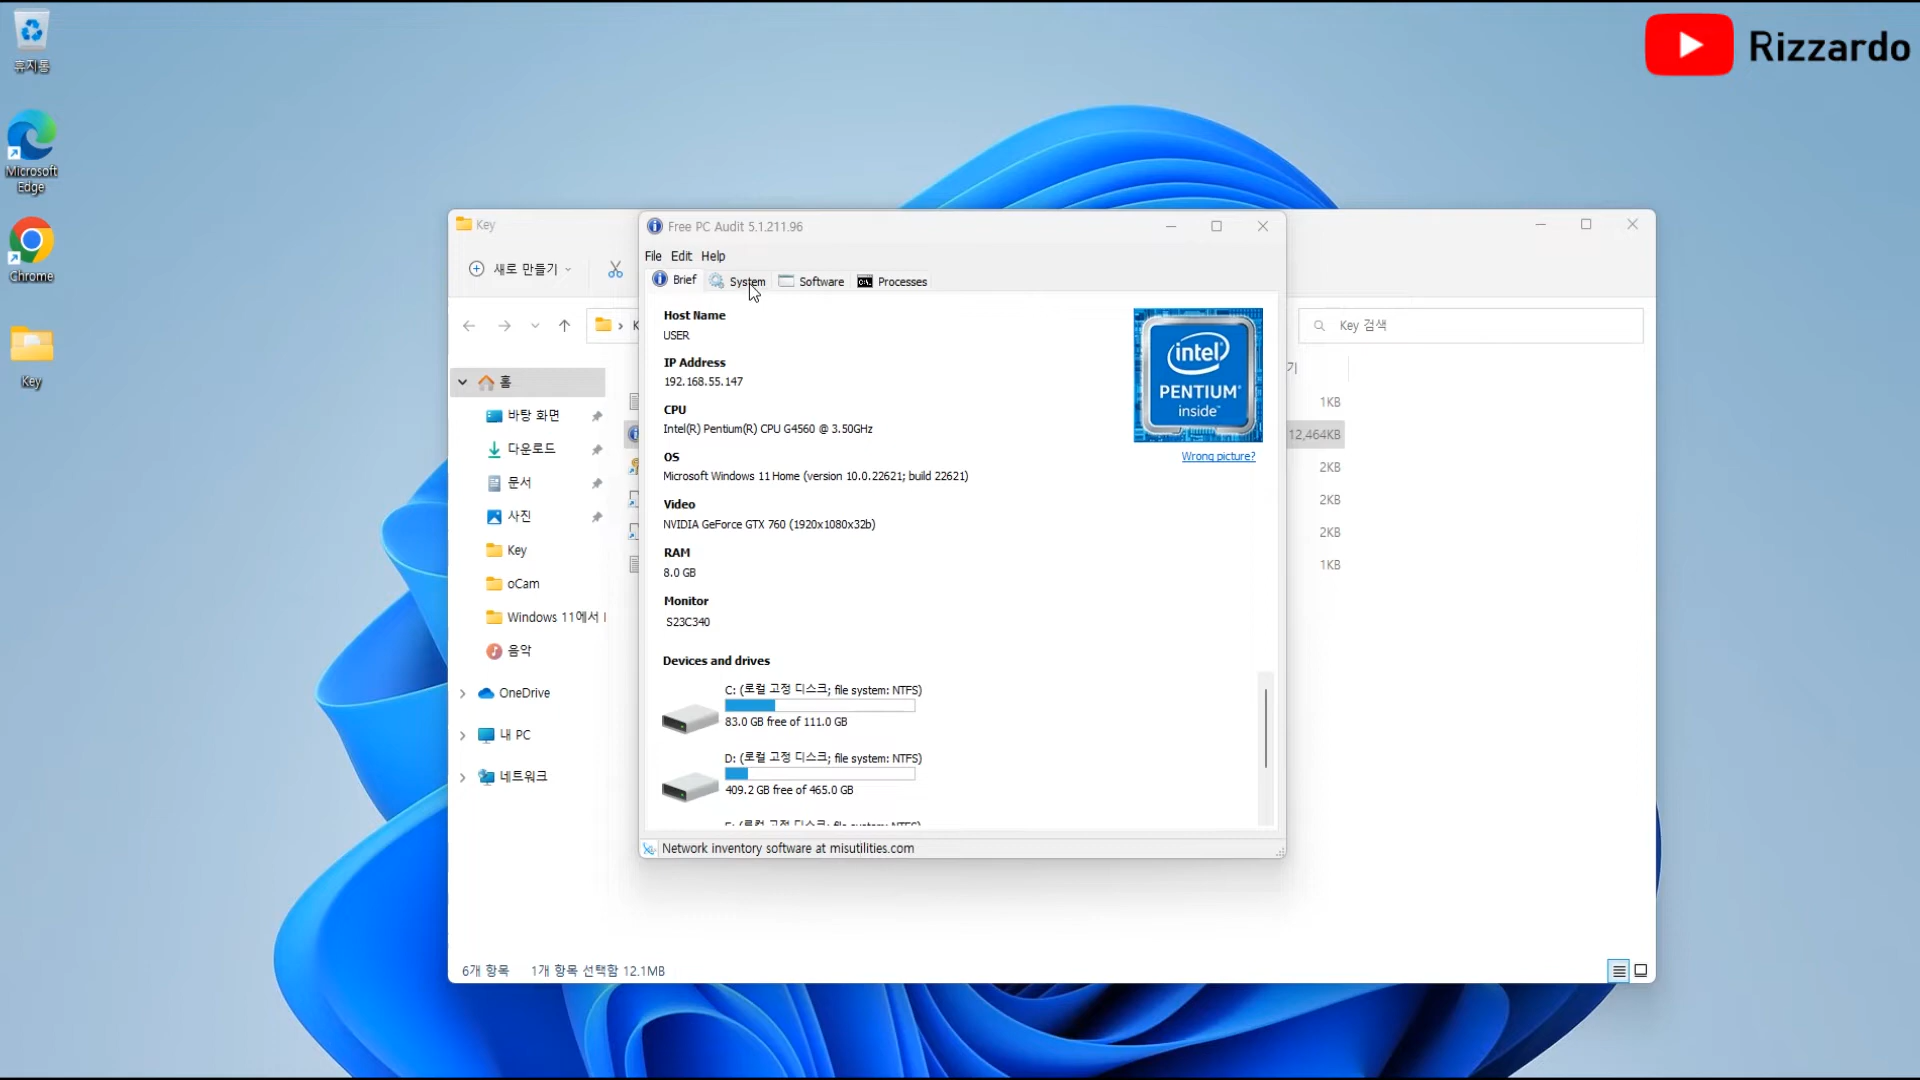 Rizzardo
휴지통
Microsoft
Edge
Chrome
Key
Key
새로 만들기
Key 검색
홈
바탕 화면
다운로드
문서
사진
Key
oCam
Windows 11에서
음악
OneDrive
내 PC
네트워크
1KB
12,464KB
2KB
2KB
2KB
1KB
6개 항목
1개 항목 선택함 12.1MB
Free PC Audit 5.1.211.96
File Edit Help
Brief
System
Software
Processes
Host Name
USER
IP Address
192.168.55.147
CPU
Intel(R) Pentium(R) CPU G4560 @ 3.50GHz
OS
Microsoft Windows 11 Home (version 10.0.22621; build 22621)
Video
NVIDIA GeForce GTX 760 (1920x1080x32b)
RAM
8.0 GB
Monitor
S23C340
intel
PENTIUM®
inside™
Wrong picture?
Devices and drives
C: (로컬 고정 디스크; file system: NTFS)
83.0 GB free of 111.0 GB
D: (로컬 고정 디스크; file system: NTFS)
409.2 GB free of 465.0 GB
Network inventory software at misutilities.com